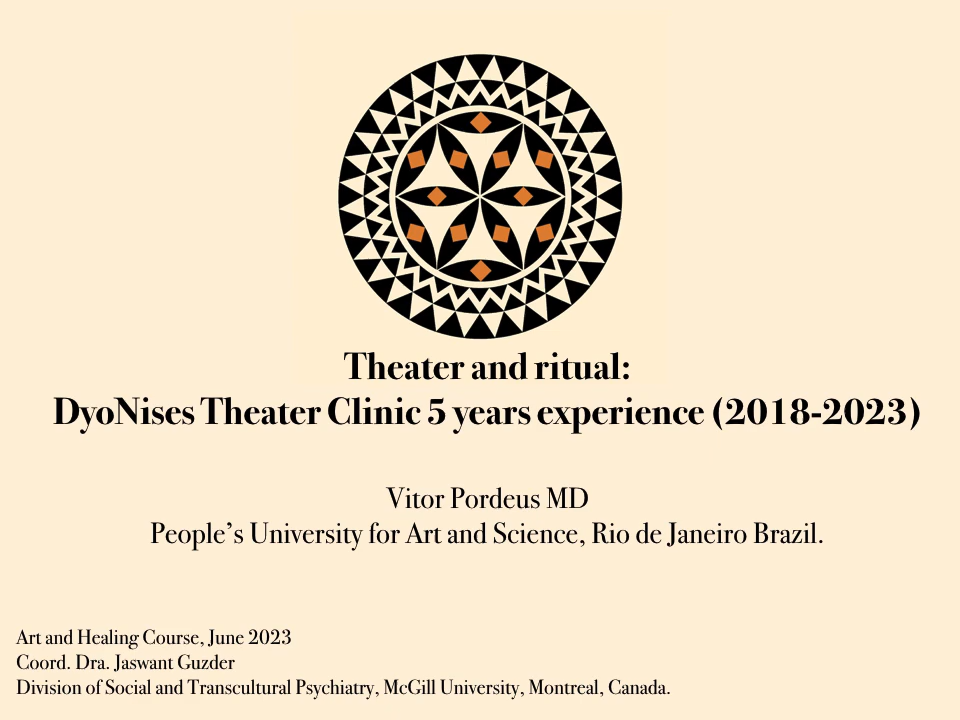 Theater and ritual:
DyoNises Theater Clinic 5 years experience (2018-2023)
Vitor Pordeus MD
People’s University for Art and Science, Rio de Janeiro Brazil.
Art and Healing Course, June 2023
Coord. Dra. Jaswant Guzder
Division of Social and Transcultural Psychiatry, McGill University, Montreal, Canada.